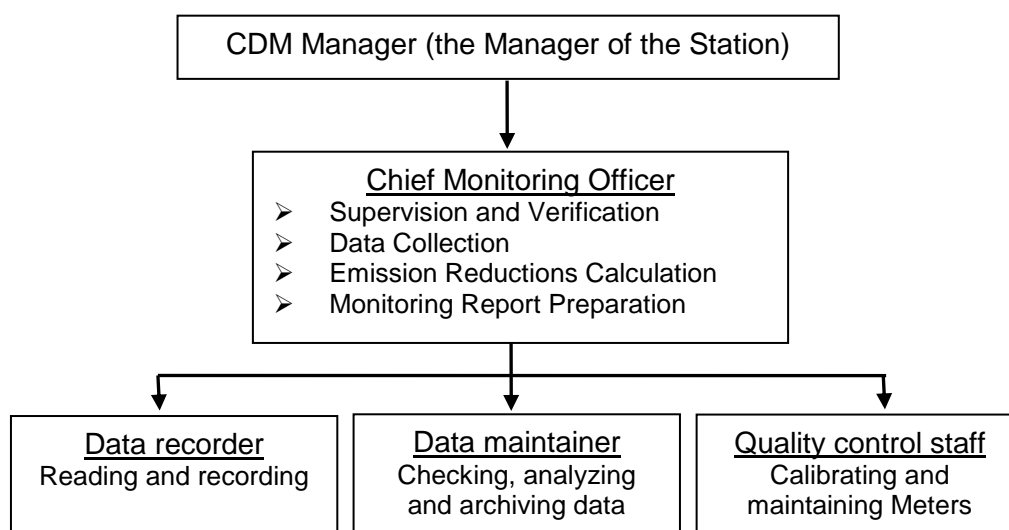 CDM Manager (the Manager of the Station)
Chief Monitoring Officer
➢ Supervision and Verification
➢ Data Collection
➢ Emission Reductions Calculation
➢ Monitoring Report Preparation
Data recorder
Reading and recording
Data maintainer
Checking, analyzing
and archiving data
Quality control staff
Calibrating and
maintaining Meters